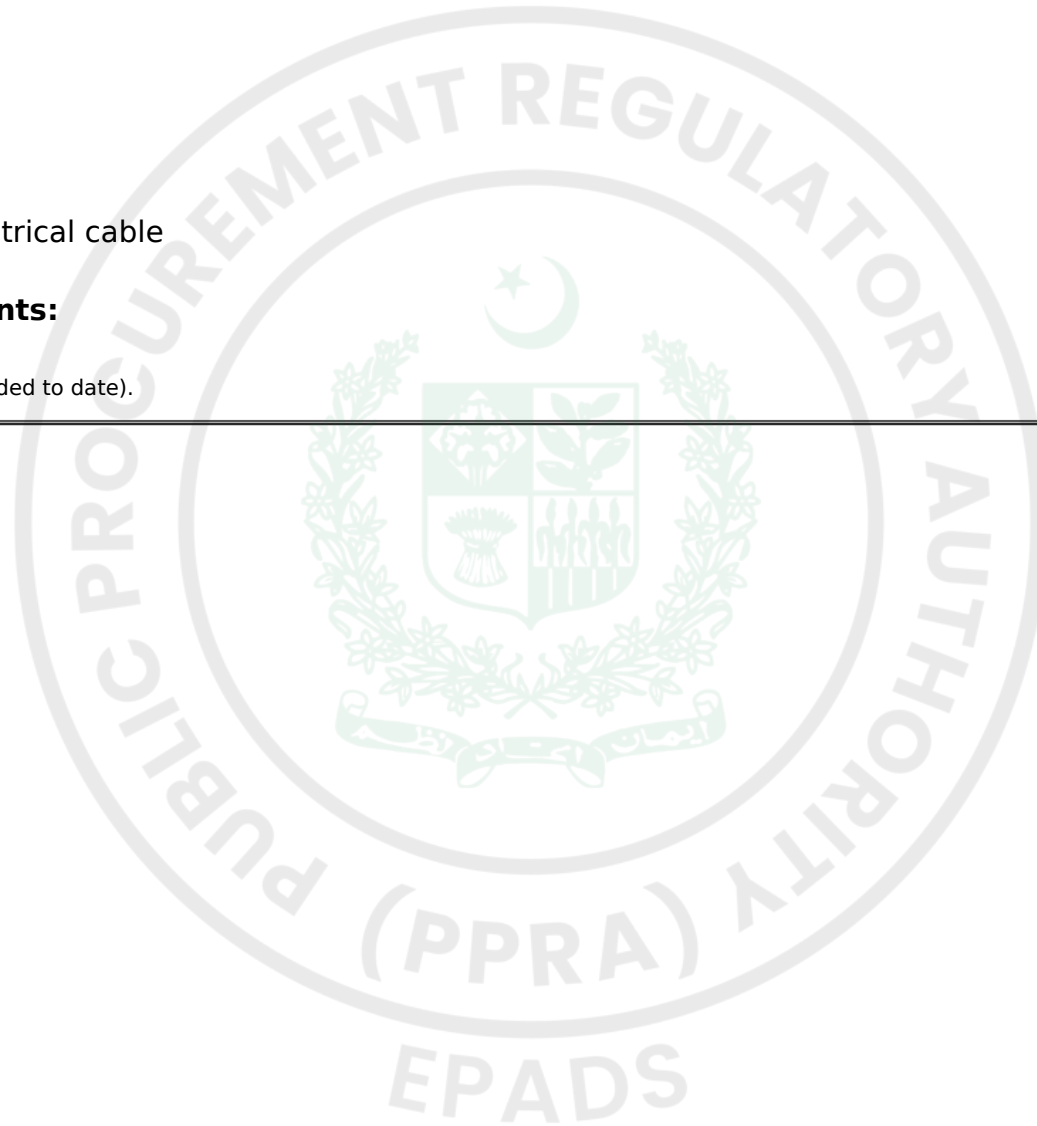 trical cable
nts:
ded to date).
PUBLIC PROCUREMENT REGULATORY AUTHORITY
(PPRA)
EPADS